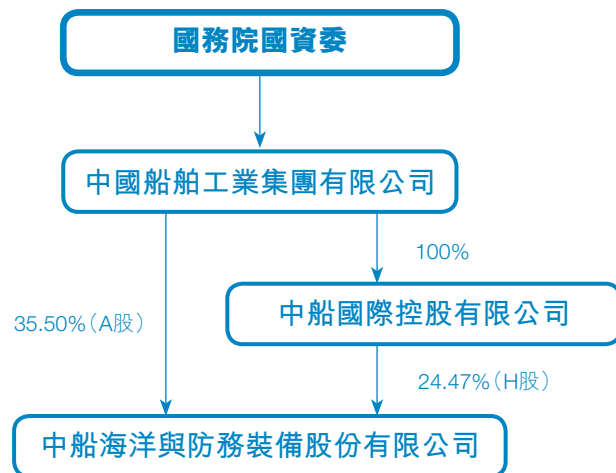 國務院國資委
中國船舶工業集團有限公司
100%
中船國際控股有限公司
35.50%（A股）
24.47%（H股）
中船海洋與防務裝備股份有限公司